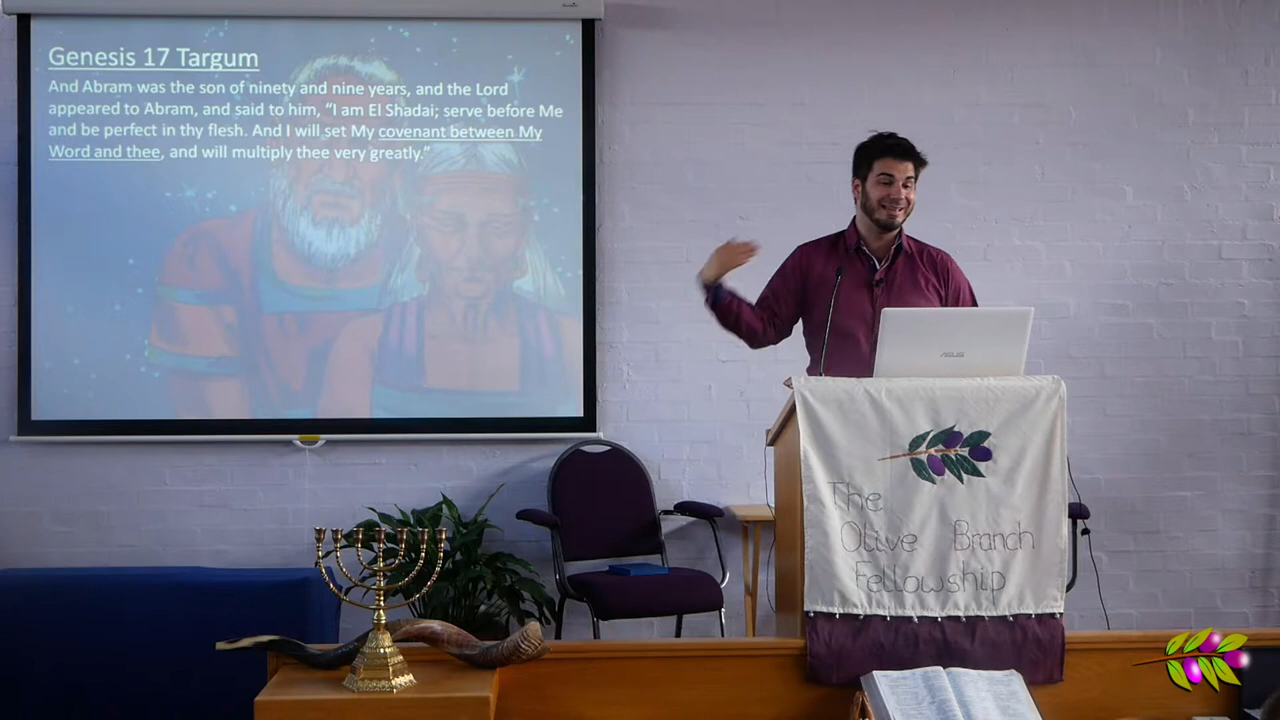 Genesis 17 Targum
And Abram was the son of ninety and nine years, and the Lord
appeared to Abram, and said to him, “I am El Shadai; serve before Me
and be perfect in thy flesh. And I will set My covenant between My
Word and thee, and will multiply thee very greatly.”
ASUS
The
Olive Branch
Fellowship